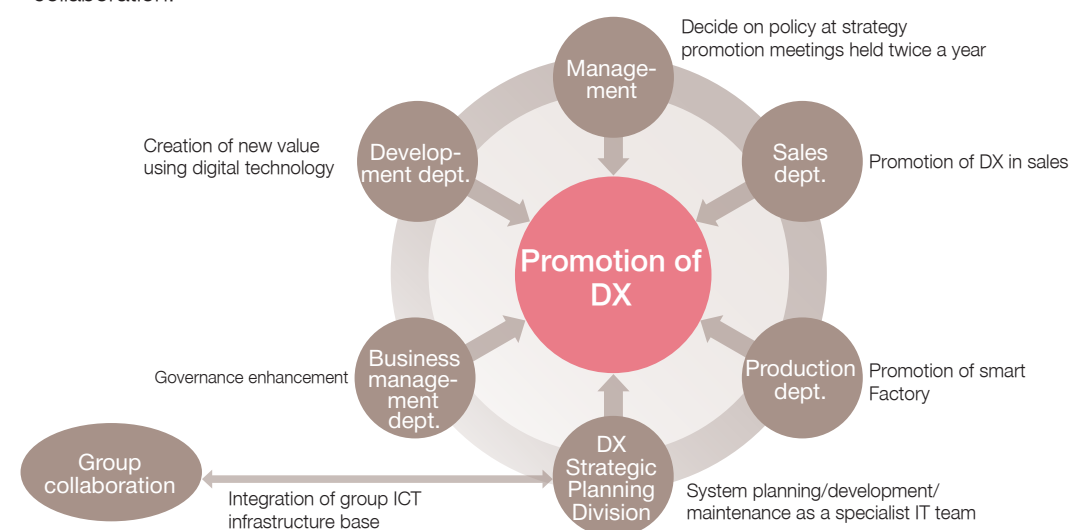 collaboration.
Decide on policy at strategy
promotion meetings held twice a year
Manage-
ment
Creation of new value
using digital technology
Develop-
ment dept.
Sales
dept.
Promotion of DX in sales
Promotion of
DX
Governance enhancement
Business
manage-
ment
dept.
Production
dept.
Promotion of smart
Factory
Group
collaboration
Integration of group ICT
infrastructure base
DX
Strategic
Planning
Division
System planning/development/
maintenance as a specialist IT team